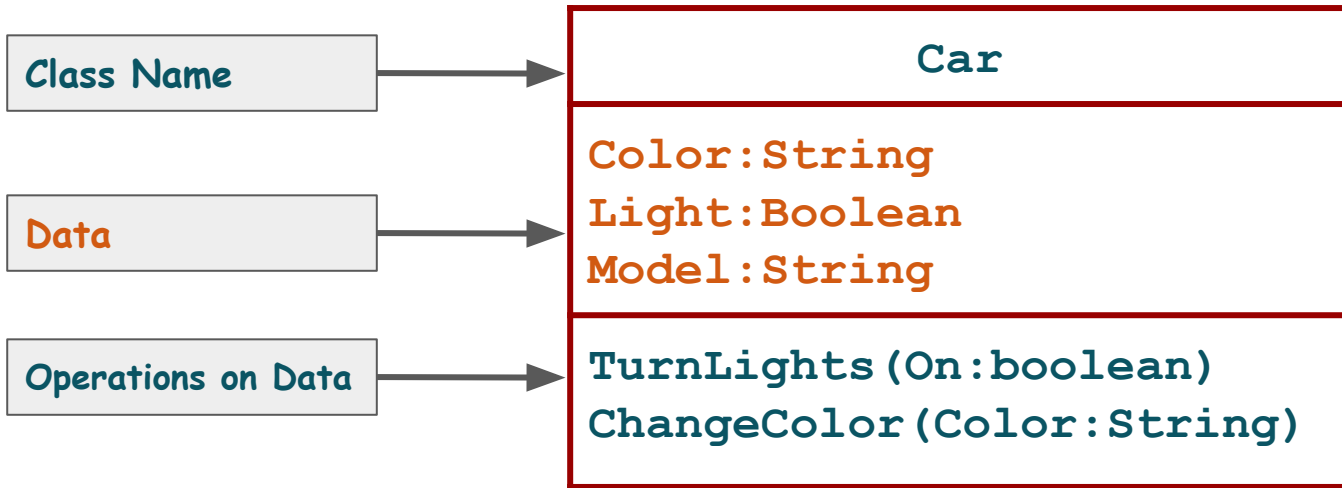 Class Name
Car
Data
Color:String
Light:Boolean
Model:String
Operations on Data
TurnLights(On:boolean)
ChangeColor(Color:String)